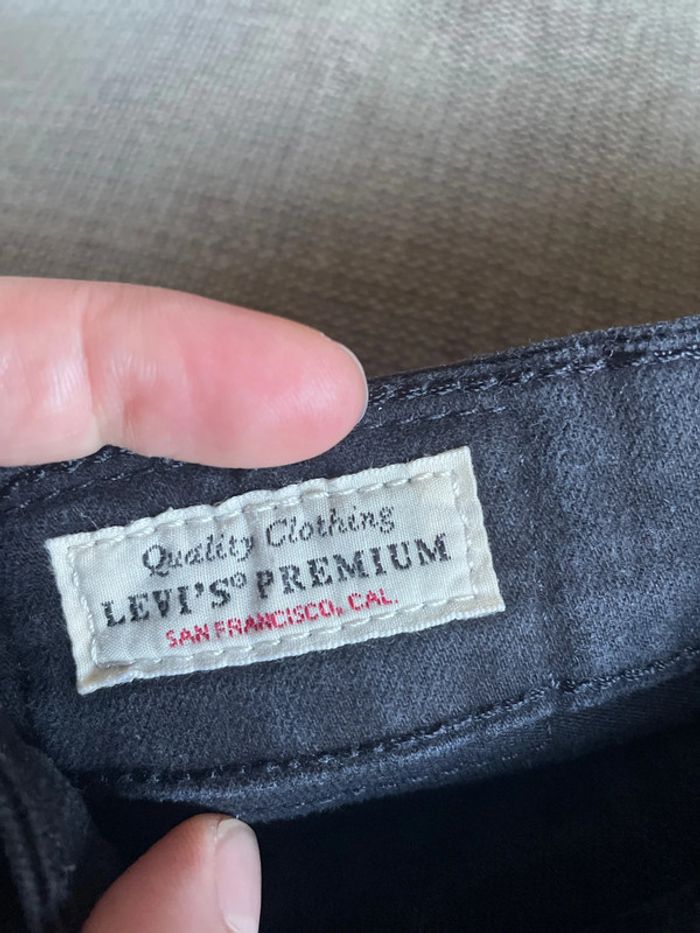 Quality Clothing
LEVI'S® PREMIUM
SAN FRANCISCO, CAL.